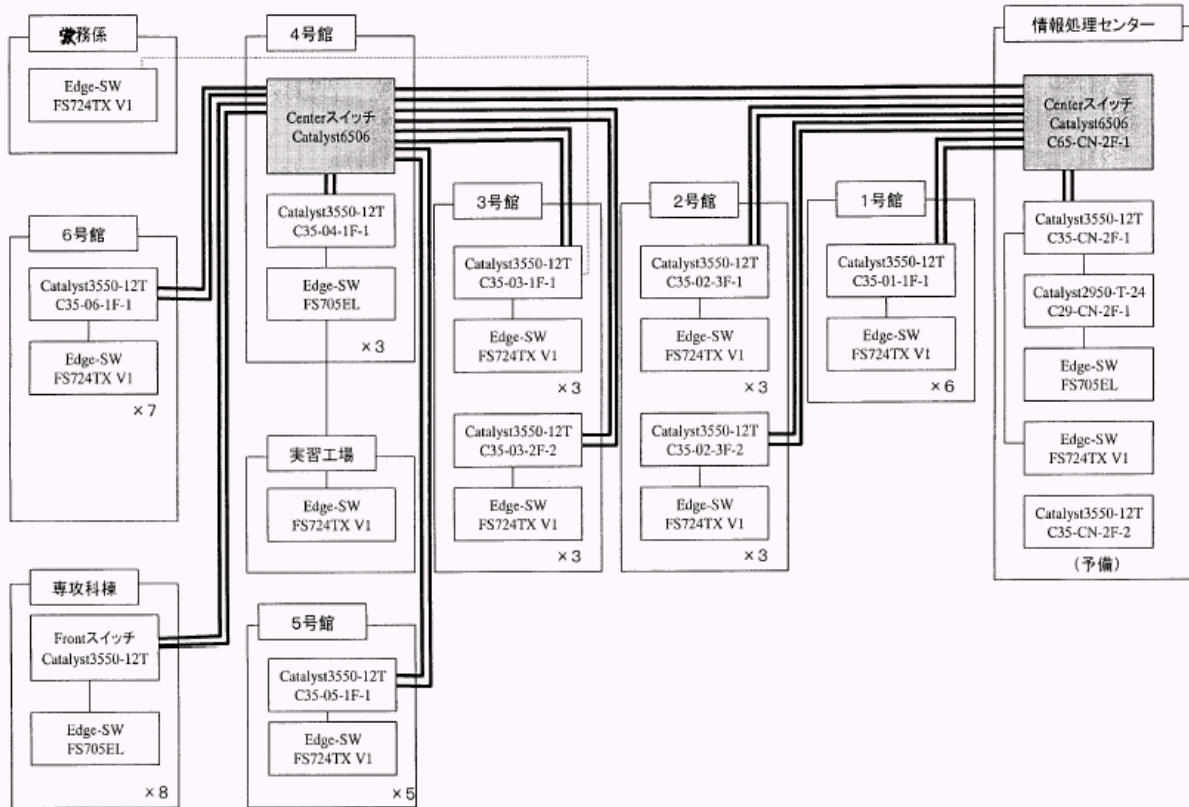 務係
Edge-SW
FS724TX V1
4号館
Centerスイッチ
Catalyst6506
Catalyst3550-12T
C35-04-1F-1
Edge-SW
FS705EL
×3
実習工場
Edge-SW
FS724TX V1
6号館
Catalyst3550-12T
C35-06-1F-1
Edge-SW
FS724TX V1
×7
専攻科棟
Frontスイッチ
Catalyst3550-12T
Edge-SW
FS705EL
×8
5号館
Catalyst3550-12T
C35-05-1F-1
Edge-SW
FS724TX V1
×5
3号館
Catalyst3550-12T
C35-03-1F-1
Edge-SW
FS724TX V1
×3
Catalyst3550-12T
C35-03-2F-2
Edge-SW
FS724TX V1
×3
2号館
Catalyst3550-12T
C35-02-3F-1
Edge-SW
FS724TX V1
×3
Catalyst3550-12T
C35-02-3F-2
Edge-SW
FS724TX V1
×3
1号館
Catalyst3550-12T
C35-01-1F-1
Edge-SW
FS724TX V1
×6
情報処理センター
Centerスイッチ
Catalyst6506
C65-CN-2F-1
Catalyst3550-12T
C35-CN-2F-1
Catalyst2950-T-24
C29-CN-2F-1
Edge-SW
FS705EL
Edge-SW
FS724TX V1
Catalyst3550-12T
C35-CN-2F-2
(予備)